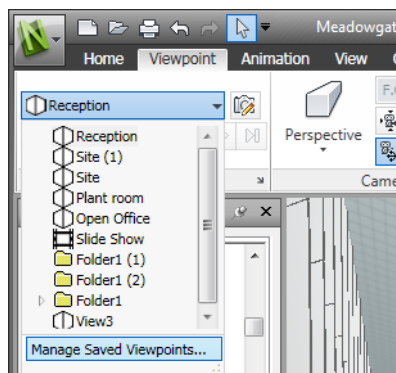 Meadowgat
Home Viewpoint Animation View
Reception
Reception
Site (1)
Site
Plant room
Open Office
Slide Show
Folder1 (1)
Folder1 (2)
Folder1
View3
Manage Saved Viewpoints...
Perspective
F.
Came